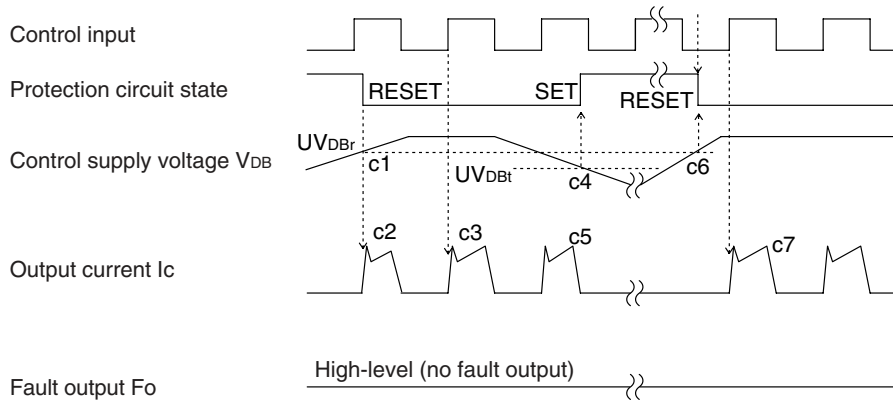 Control input
Protection circuit state
RESET
SET
RESET
UVDBr
Control supply voltage VDB
c1
UVDBt
c4
c6
c2
c3
c5
c7
Output current Ic
High-level (no fault output)
Fault output Fo